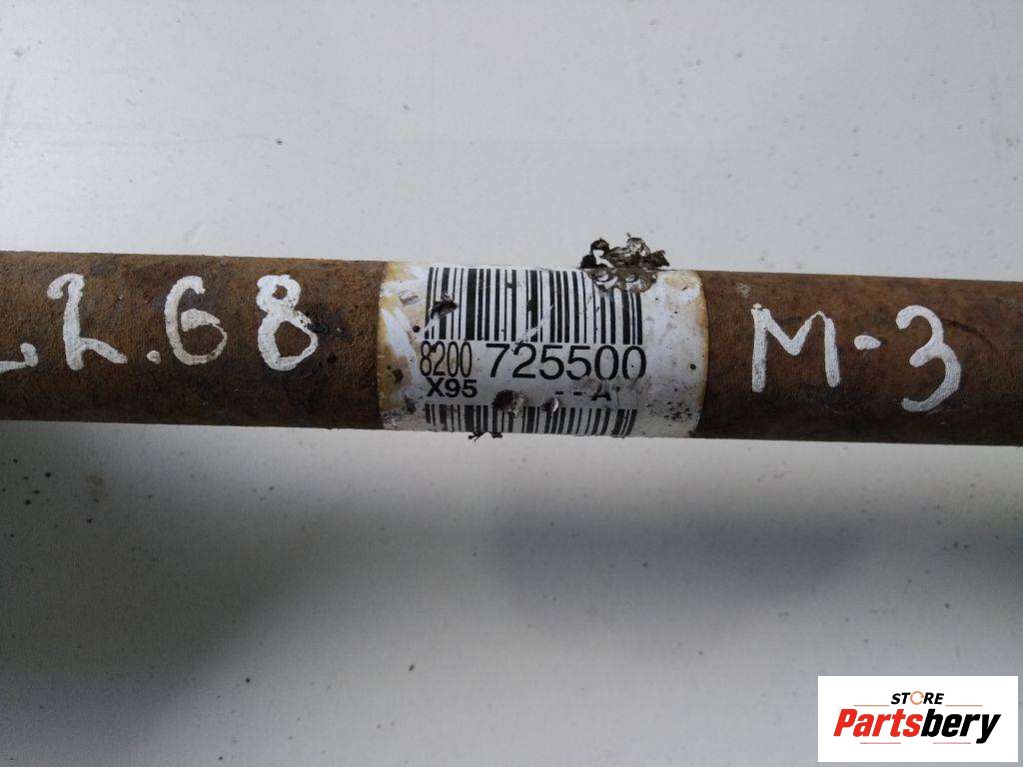 2.68
8200 725500
X95 --A
M-3
STORE
Partsbery